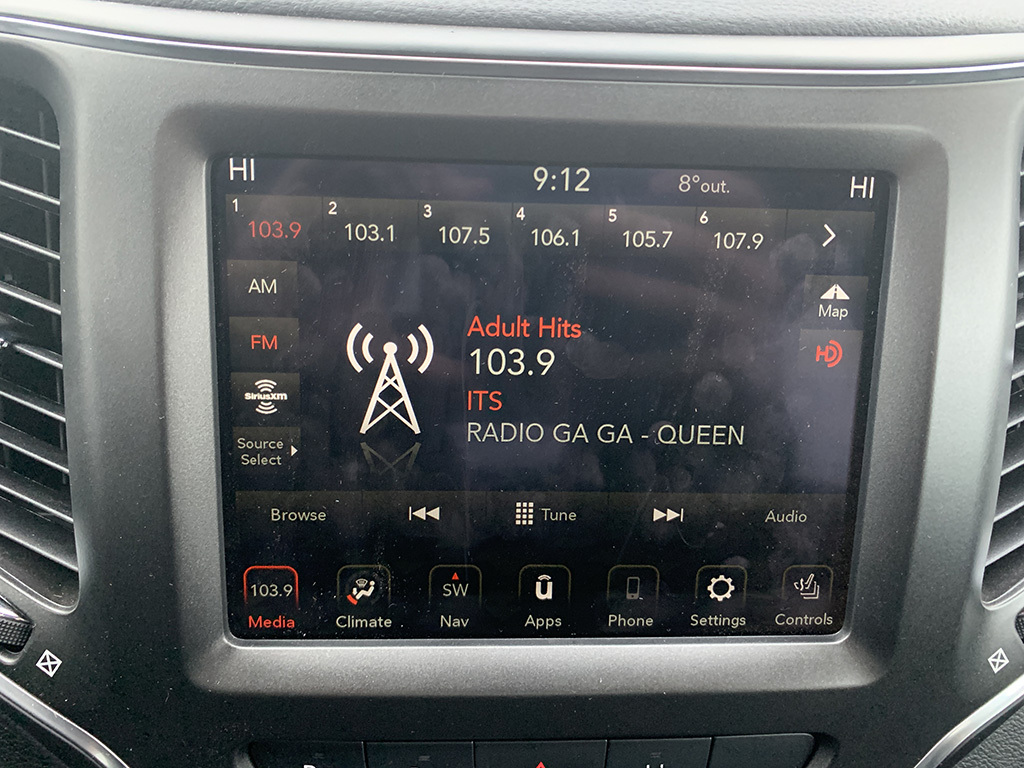 HI 9:12 8°out. HI
1 103.9 2 103.1 3 107.5 4 106.1 5 105.7 6 107.9
AM
Map
FM
HD
Adult Hits
103.9
SiriusXM
ITS
RADIO GA GA - QUEEN
Source
Select
Browse Tune Audio
103.9 SW u
Media Climate Nav Apps Phone Settings Controls